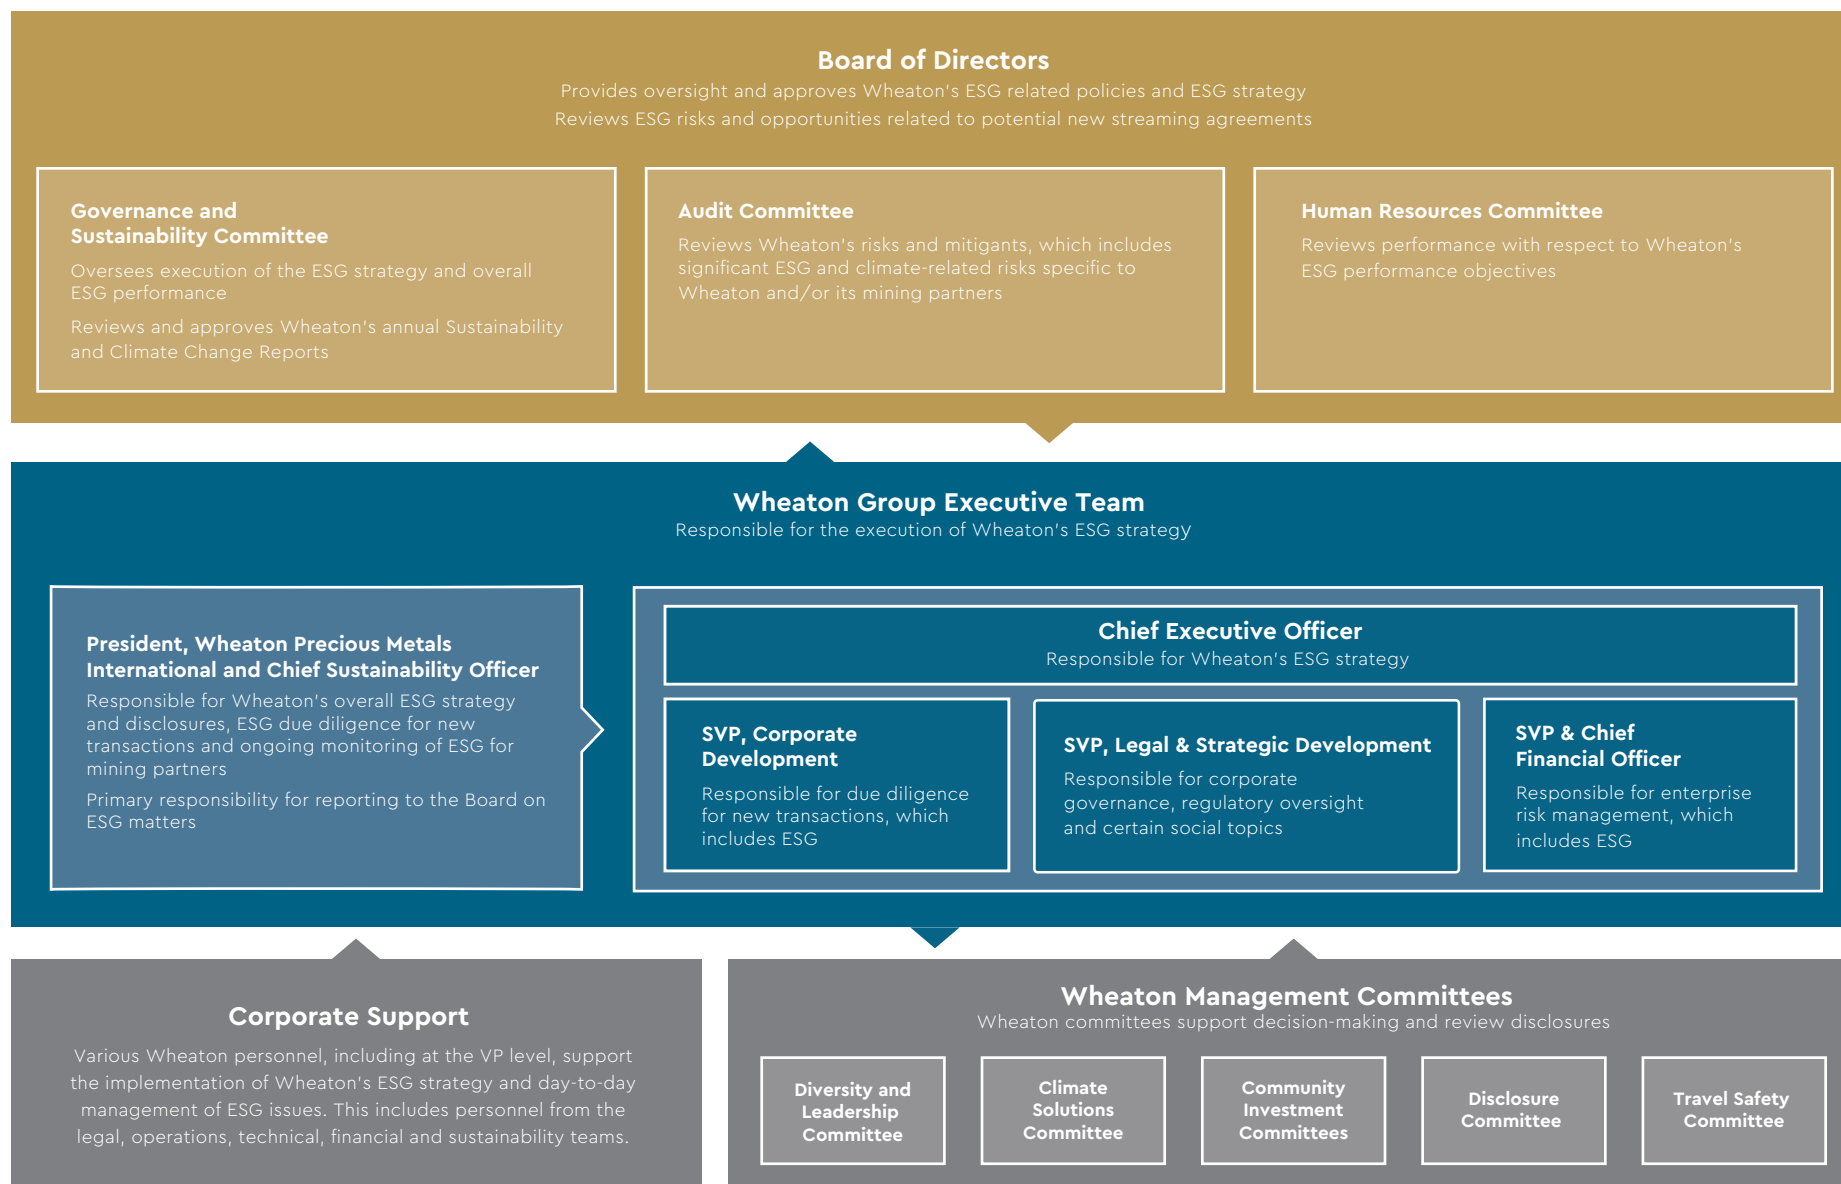 Board of Directors
Provides oversight and approves Wheaton's ESG related policies and ESG strategy
Reviews ESG risks and opportunities related to potential new streaming agreements
Governance and
Sustainability Committee
Oversees execution of the ESG strategy and overall
ESG performance
Reviews and approves Wheaton's annual Sustainability
and Climate Change Reports
Audit Committee
Reviews Wheaton's risks and mitigants, which includes
significant ESG and climate-related risks specific to
Wheaton and/or its mining partners
Human Resources Committee
Reviews performance with respect to Wheaton's
ESG performance objectives
Wheaton Group Executive Team
Responsible for the execution of Wheaton's ESG strategy
President, Wheaton Precious Metals
International and Chief Sustainability Officer
Responsible for Wheaton's overall ESG strategy
and disclosures, ESG due diligence for new
transactions and ongoing monitoring of ESG for
mining partners
Primary responsibility for reporting to the Board on
ESG matters
Chief Executive Officer
Responsible for Wheaton's ESG strategy
SVP, Corporate
Development
Responsible for due diligence
for new transactions, which
includes ESG
SVP, Legal & Strategic Development
Responsible for corporate
governance, regulatory oversight
and certain social topics
SVP & Chief
Financial Officer
Responsible for enterprise
risk management, which
includes ESG
Corporate Support
Various Wheaton personnel, including at the VP level, support
the implementation of Wheaton's ESG strategy and day-to-day
management of ESG issues. This includes personnel from the
legal, operations, technical, financial and sustainability teams.
Wheaton Management Committees
Wheaton committees support decision-making and review disclosures
Diversity and
Leadership
Committee
Climate
Solutions
Committee
Community
Investment
Committees
Disclosure
Committee
Travel Safety
Committee